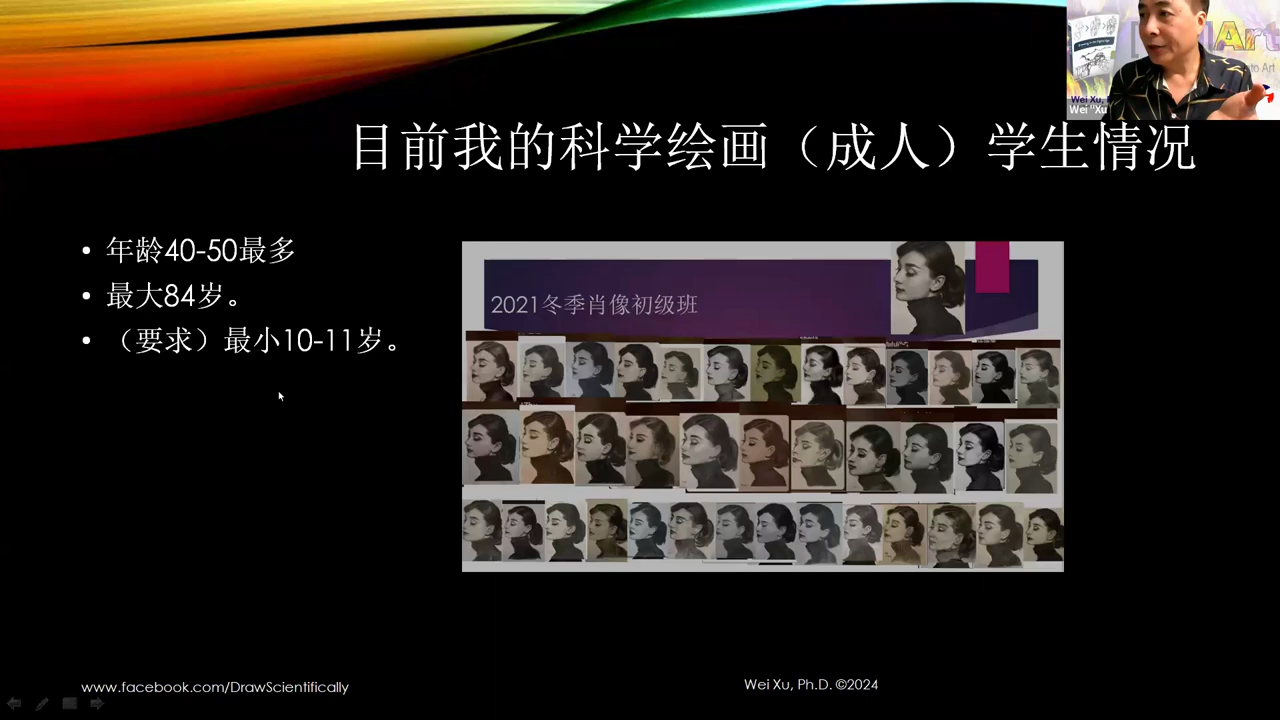 Art
to Art
Wei Xu,
Wei "Xu
目前我的科学绘画（成人）学生情况
• 年龄40-50最多
• 最大84岁。
• （要求）最小10-11岁。
2021冬季肖像初级班
www.facebook.com/DrawScientifically
Wei Xu, Ph.D. ©2024